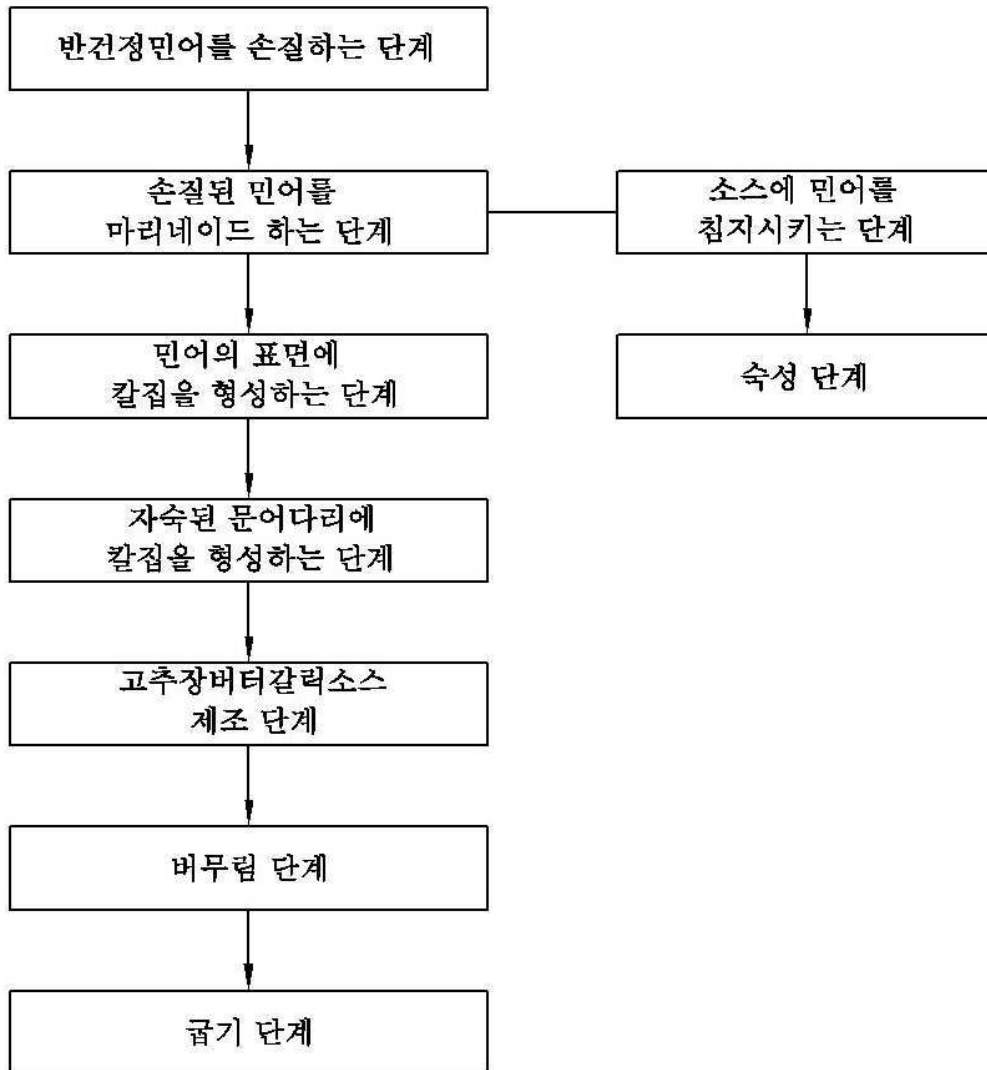 반건정민어를 손질하는 단계
손질된 민어를
마리네이드 하는 단계
소스에 민어를
침지시키는 단계
민어의 표면에
칼집을 형성하는 단계
숙성 단계
자숙된 문어다리에
칼집을 형성하는 단계
고추장버터갈릭소스
제조 단계
버무림 단계
굽기 단계